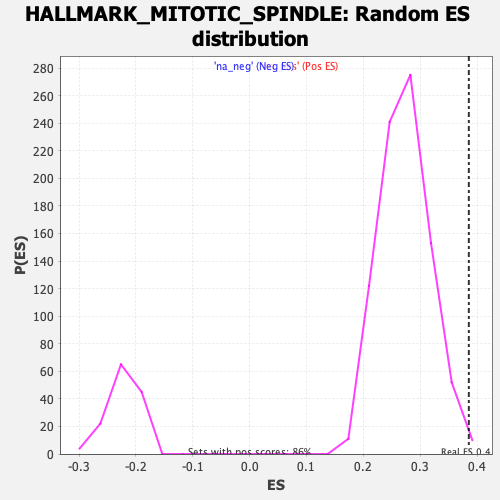 HALLMARK_MITOTIC_SPINDLE: Random ES
distribution
'na_neg' (Neg ES)
s' (Pos ES)
280
260
240
220
200
180
160
140
120
100
80
60
40
20
0
P(ES)
Sets with pos scores: 86%
Real ES 0.4
-0.3 -0.2 -0.1 0.0 0.1 0.2 0.3 0.4
ES